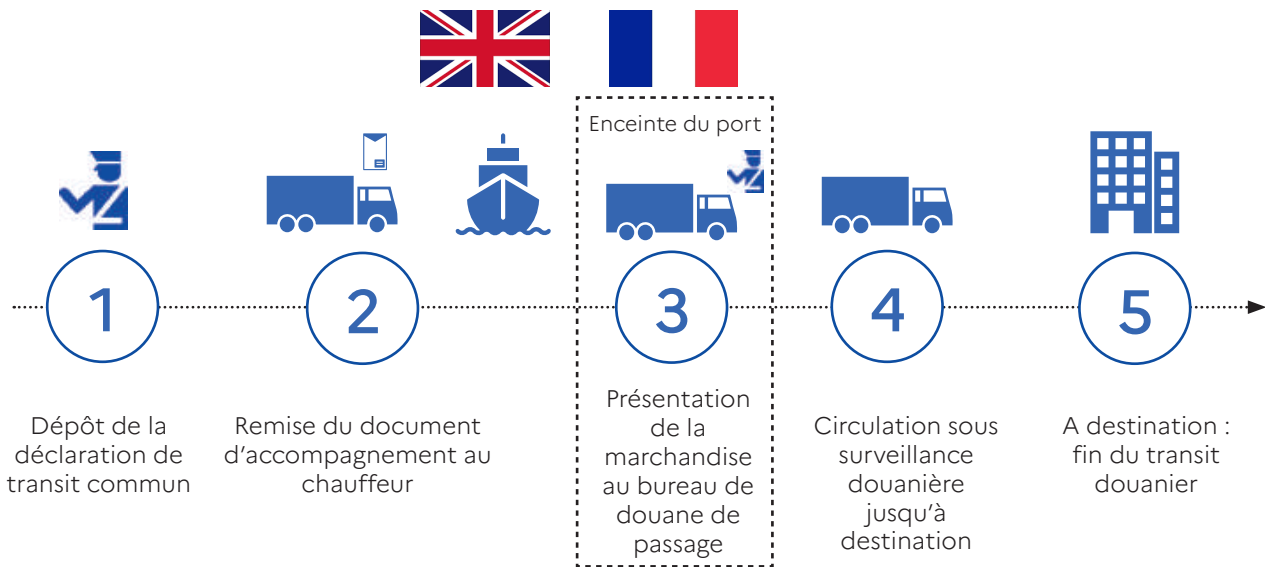 Enceinte du port
1
2
3
4
5
Dépôt de la
déclaration de
transit commun
Remise du document
d'accompagnement au
chauffeur
Présentation
de la
marchandise
au bureau de
douane de
passage
Circulation sous
surveillance
douanière
jusqu'à
destination
A destination :
fin du transit
douanier